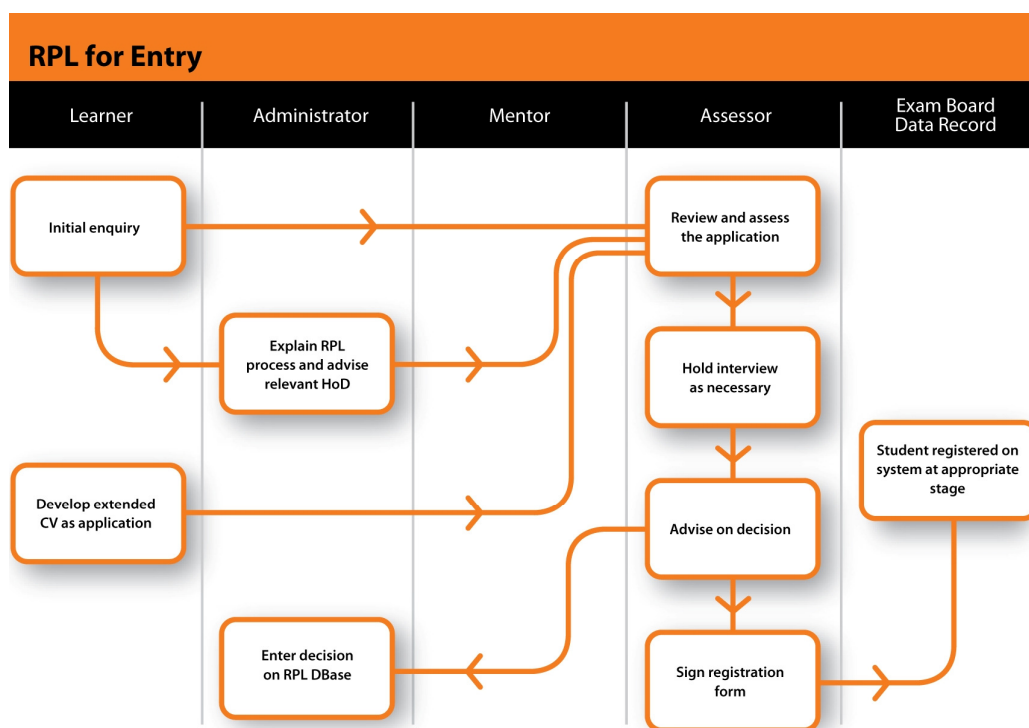 RPL for Entry
Learner
Administrator
Mentor
Assessor
Exam Board
Data Record
Initial enquiry
Review and assess
the application
Explain RPL
process and advise
relevant HoD
Hold interview
as necessary
Student registered on
system at appropriate
stage
Develop extended
CV as application
Advise on decision
Enter decision
on RPL DBase
Sign registration
form